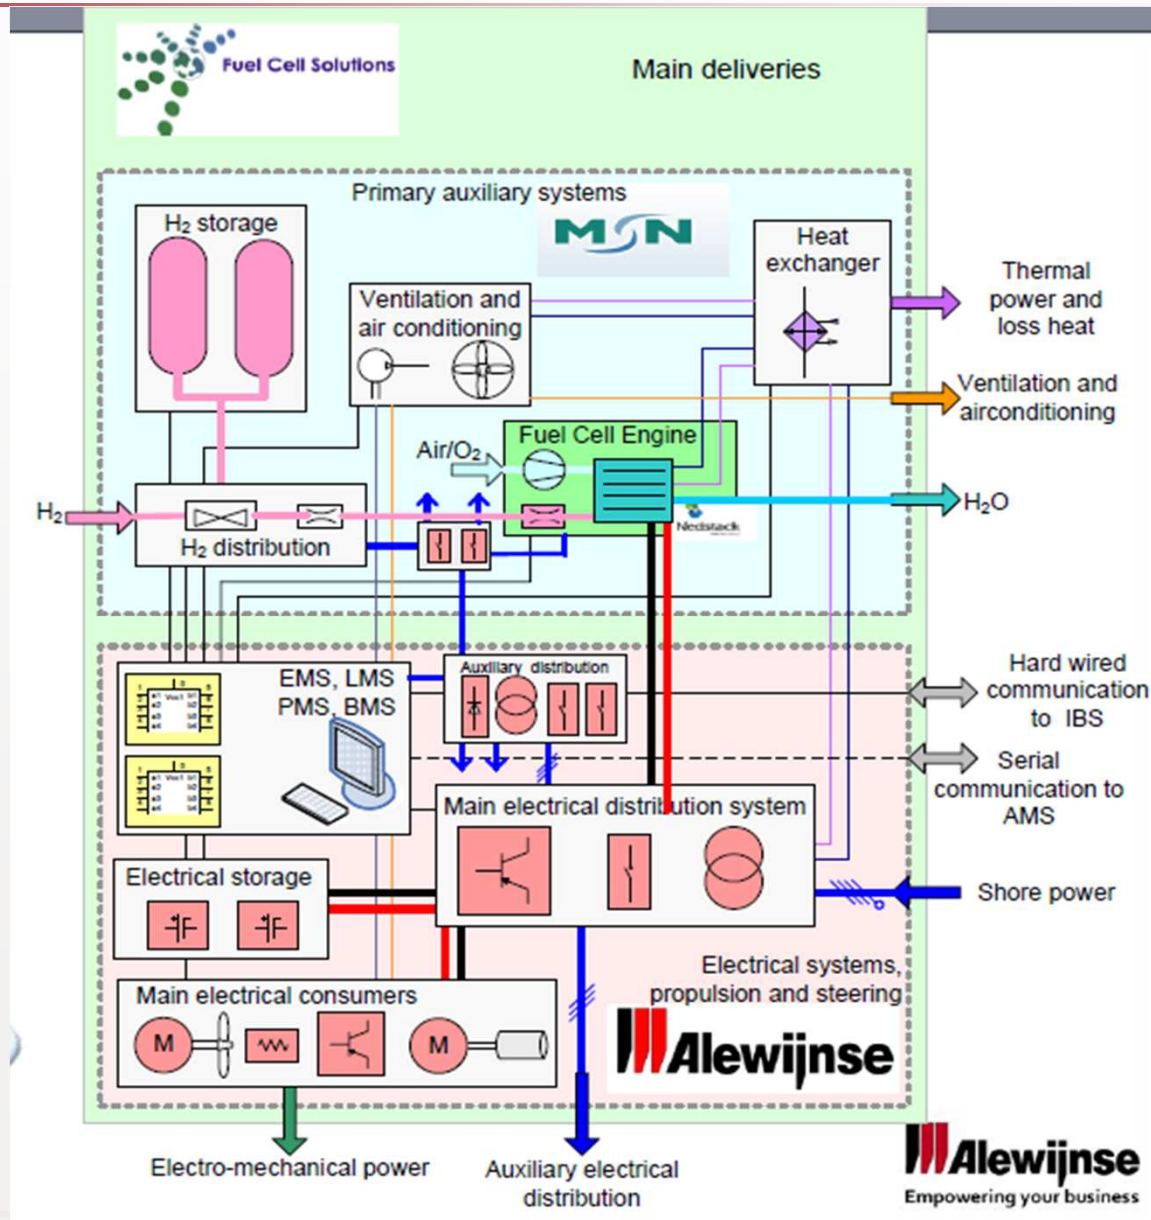 Fuel Cell Solutions
Main deliveries
Primary auxiliary systems
MSN
H₂ storage
Heat
exchanger
Ventilation and
air conditioning
Thermal
power and
loss heat
Ventilation and
airconditioning
Fuel Cell Engine
Air/O₂
H₂
H₂O
Nedstack
H₂ distribution
EMS, LMS
PMS, BMS
Auxiliary distribution
Hard wired
communication
to IBS
Serial
communication to
AMS
Main electrical distribution system
Electrical storage
Shore power
Electrical systems,
propulsion and steering
Main electrical consumers
M
M
Alewijnse
Electro-mechanical power
Auxiliary electrical
distribution
Alewijnse
Empowering your business